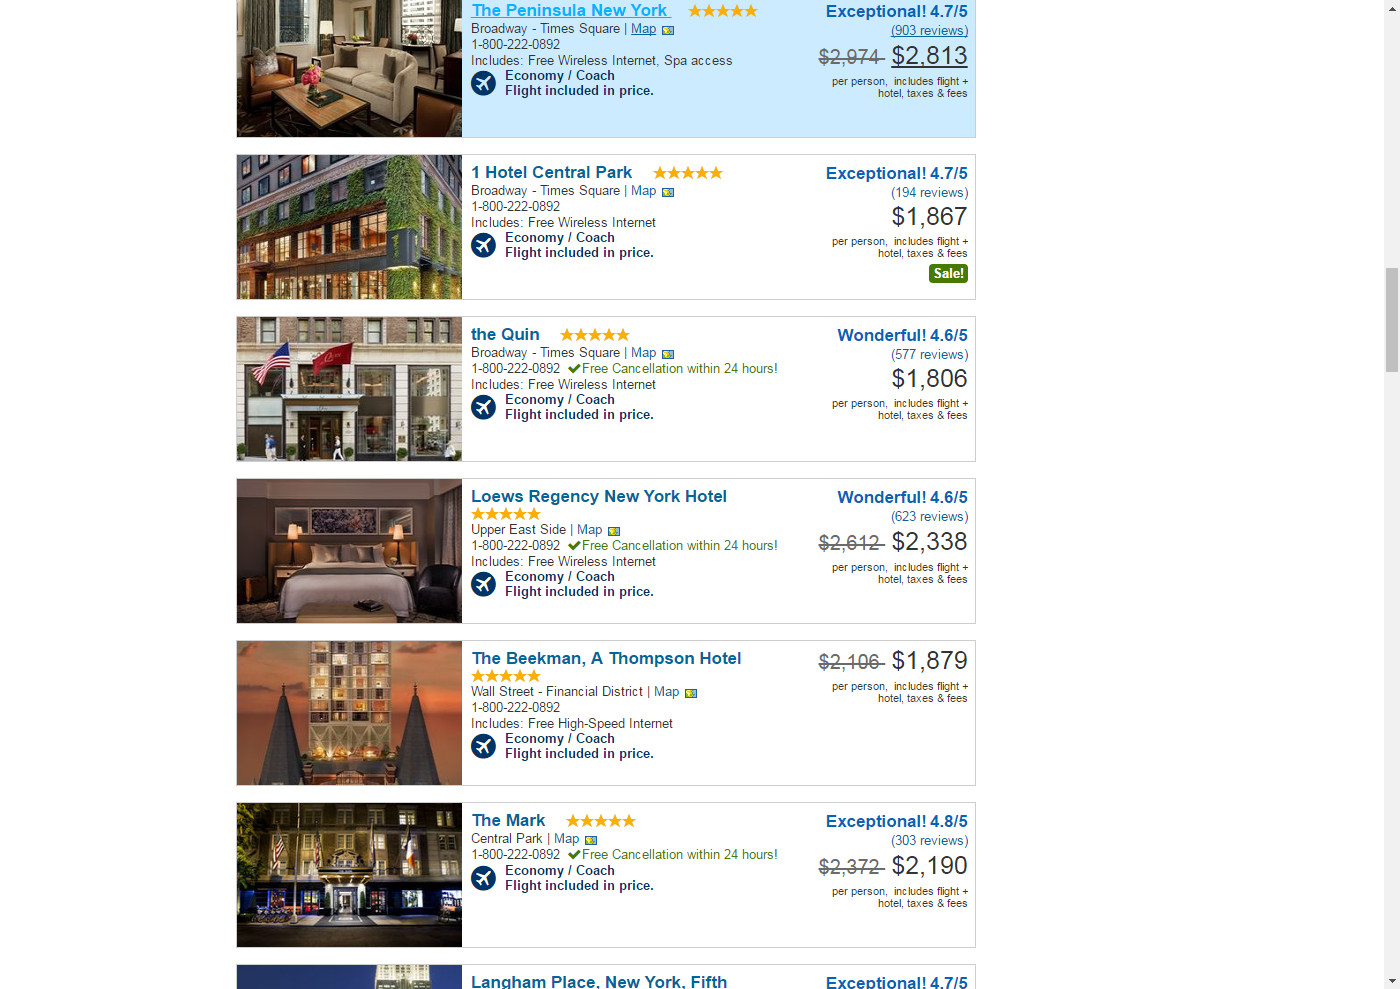 The Peninsula New York
Exceptional! 4.7/5
Broadway - Times Square | Map
(903 reviews)
1-800-222-0892
$2,974 $2,813
Includes: Free Wireless Internet, Spa access
Economy / Coach
Flight included in price.
per person, includes flight +
hotel, taxes & fees
1 Hotel Central Park
Exceptional! 4.7/5
Broadway - Times Square | Map
(194 reviews)
1-800-222-0892
$1,867
Includes: Free Wireless Internet
Economy / Coach
Flight included in price.
per person, includes flight +
hotel, taxes & fees
Sale!
the Quin
Wonderful! 4.6/5
Broadway - Times Square | Map
(577 reviews)
1-800-222-0892 Free Cancellation within 24 hours!
$1,806
Includes: Free Wireless Internet
Economy / Coach
Flight included in price.
per person, includes flight +
hotel, taxes & fees
Loews Regency New York Hotel
Wonderful! 4.6/5
(623 reviews)
Upper East Side | Map
$2,612 $2,338
1-800-222-0892 Free Cancellation within 24 hours!
Includes: Free Wireless Internet
Economy / Coach
Flight included in price.
per person, includes flight +
hotel, taxes & fees
The Beekman, A Thompson Hotel
$2,106 $1,879
Wall Street - Financial District | Map
per person, includes flight +
hotel, taxes & fees
1-800-222-0892
Includes: Free High-Speed Internet
Economy / Coach
Flight included in price.
The Mark
Exceptional! 4.8/5
Central Park | Map
(303 reviews)
1-800-222-0892 Free Cancellation within 24 hours!
$2,372 $2,190
Economy / Coach
Flight included in price.
per person, includes flight +
hotel, taxes & fees
Langham Place, New York, Fifth
Exceptional! 4.7/5